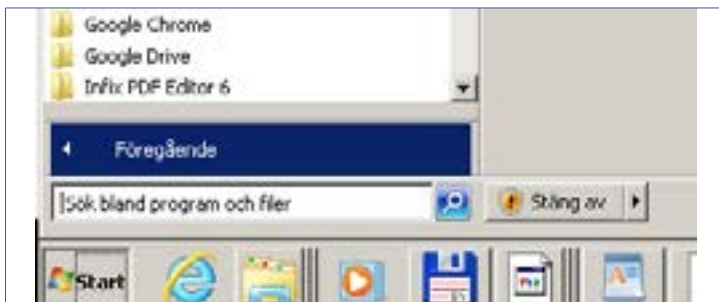 Google Chrome
Google Drive
Infix PDF Editor 6
Föregående
Sök bland program och filer
Stäng av
Start